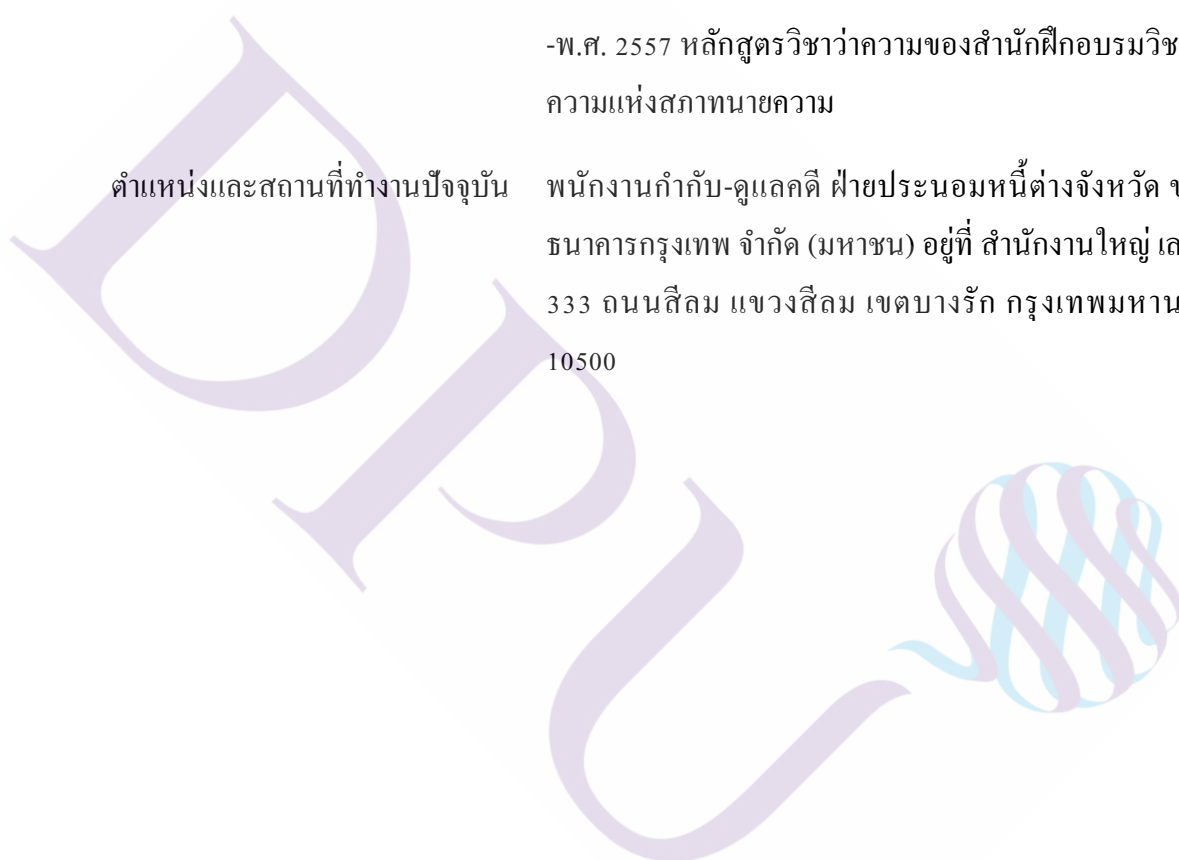 -พ.ศ. 2557 หลักสูตรวิชาว่าความของสำนักฝึกอบรมวิช
ความแห่งสภาทนายความ
ตำแหน่งและสถานที่ทำงานปัจจุบัน พนักงานกำกับ-ดูแลคดี ฝ่ายประนอมหนี้ต่างจังหวัด
ธนาคารกรุงเทพ จำกัด (มหาชน) อยู่ที่ สำนักงานใหญ่
333 ถนนสีลม แขวงสีลม เขตบางรัก กรุงเทพมหาน
10500
DPU